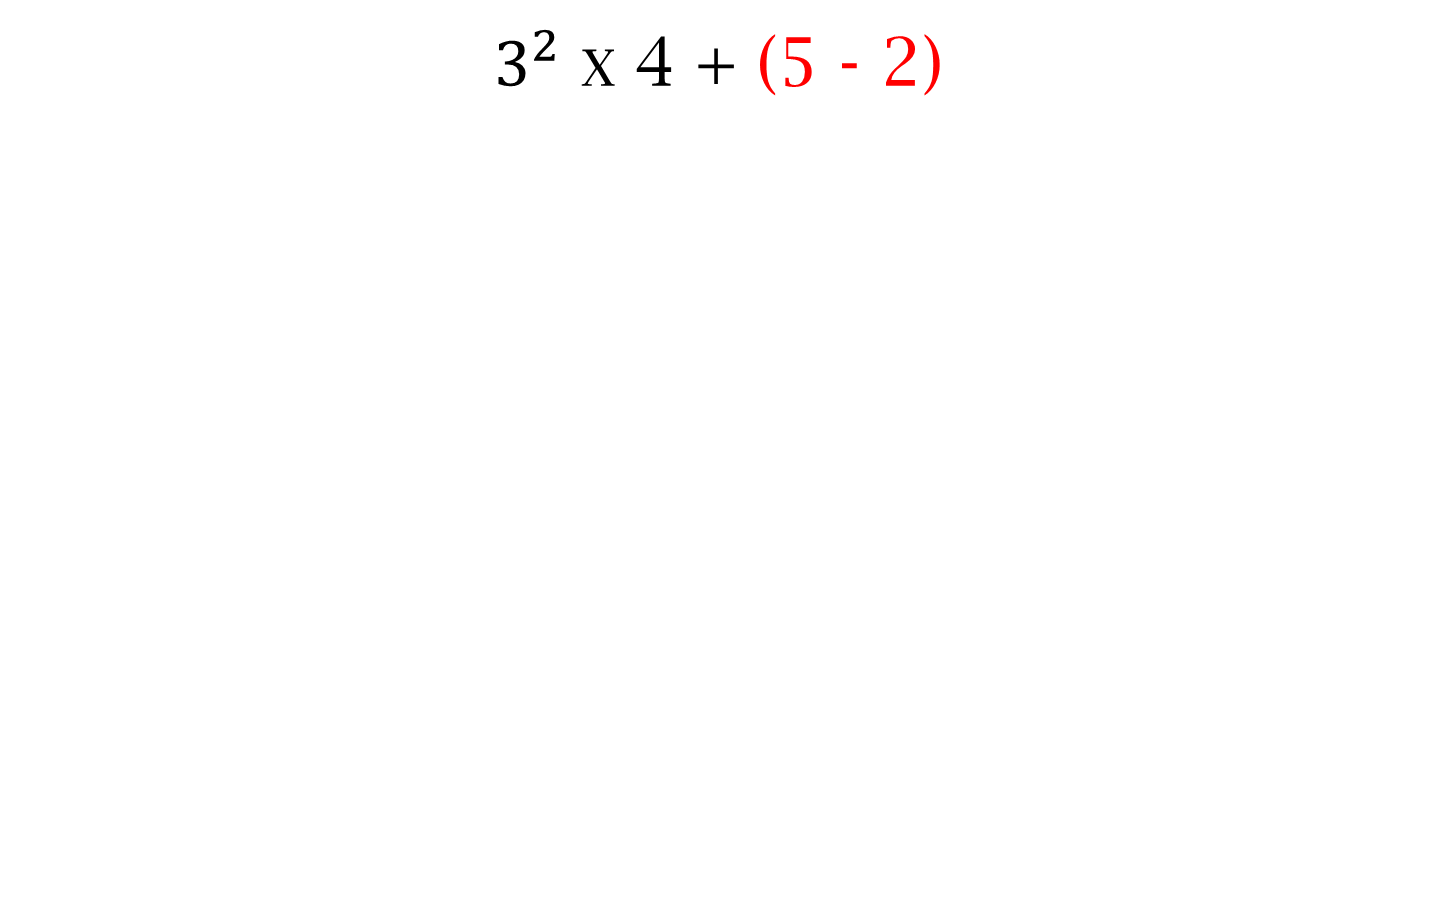 3² x 4 + (5 - 2)